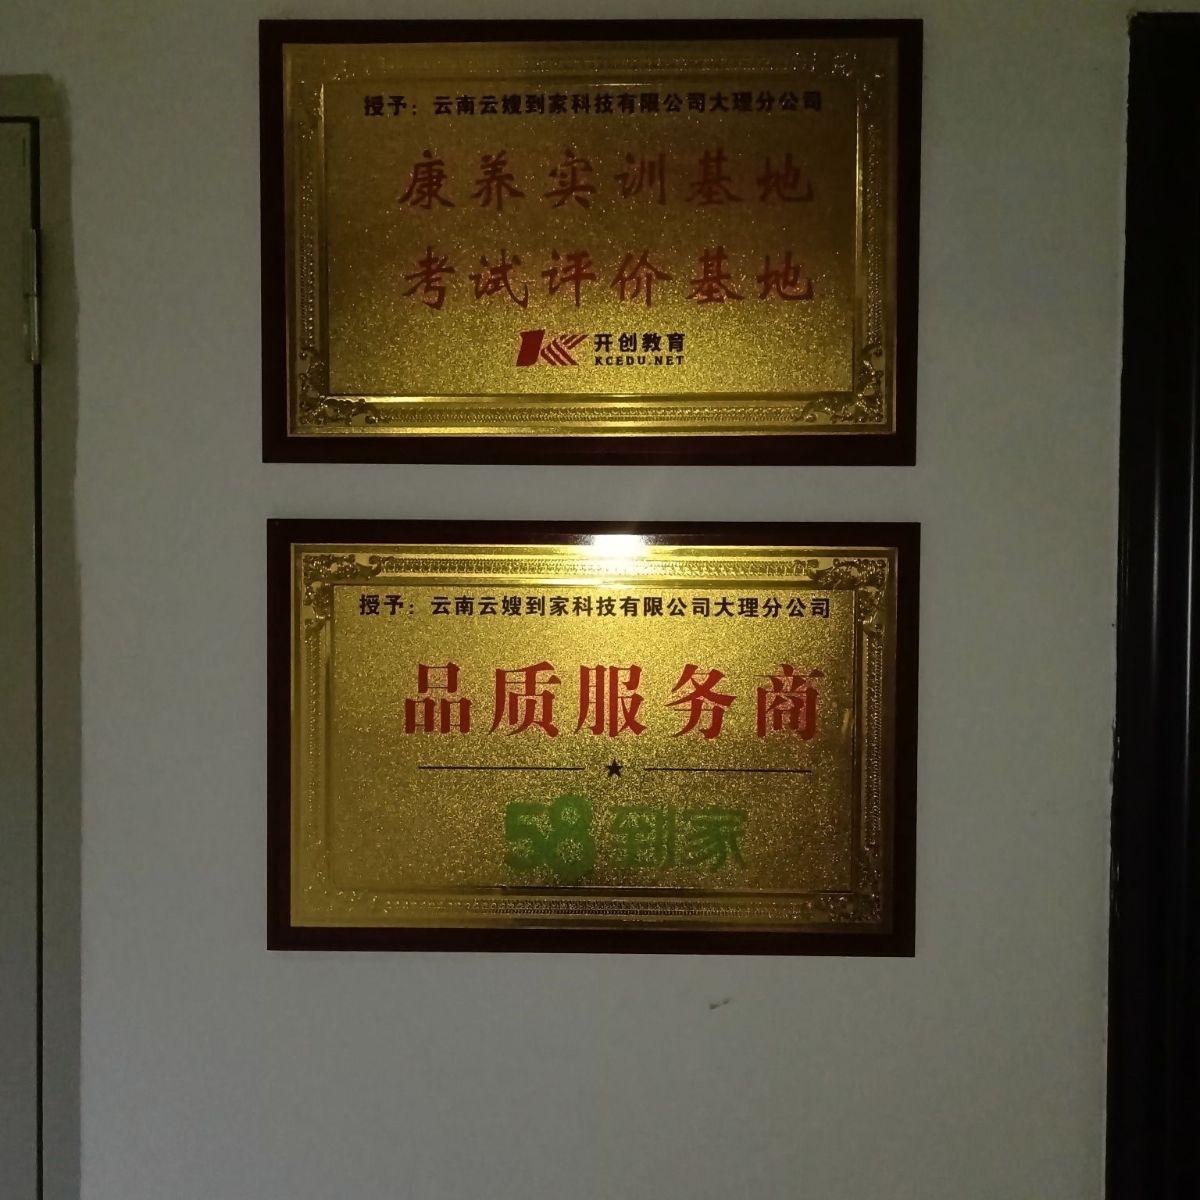 授予：云南云嫂到家科技有限公司大理分公司
康养实训基地
考试评价基地
开创教育
KCEDU.NET
授予：云南云嫂到家科技有限公司大理分公司
品质服务商
58到家